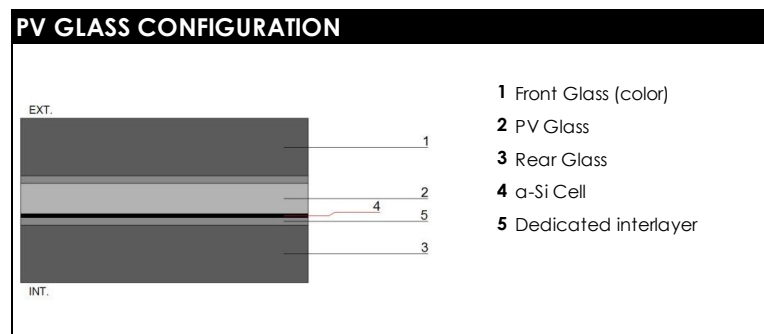 PV GLASS CONFIGURATION
EXT.
1
2
4
5
3
INT.
1 Front Glass (color)
2 PV Glass
3 Rear Glass
4 a-Si Cell
5 Dedicated interlayer